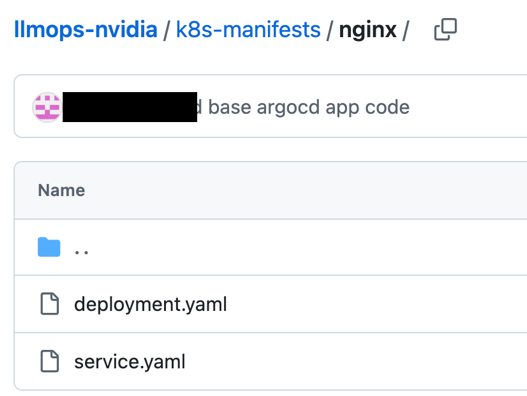 llmops-nvidia / k8s-manifests / nginx /
base argocd app code
Name
..
deployment.yaml
service.yaml